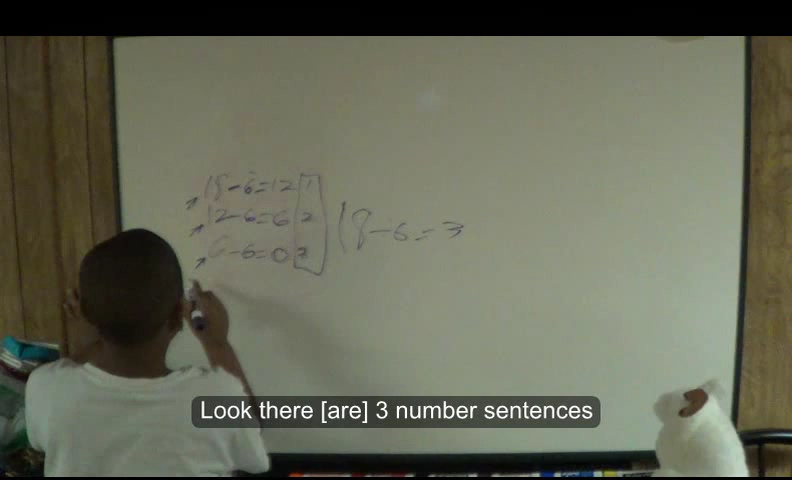 18-6=12 1
12-6=6 2
6-6=0 3
18-6=3
Look there [are] 3 number sentences